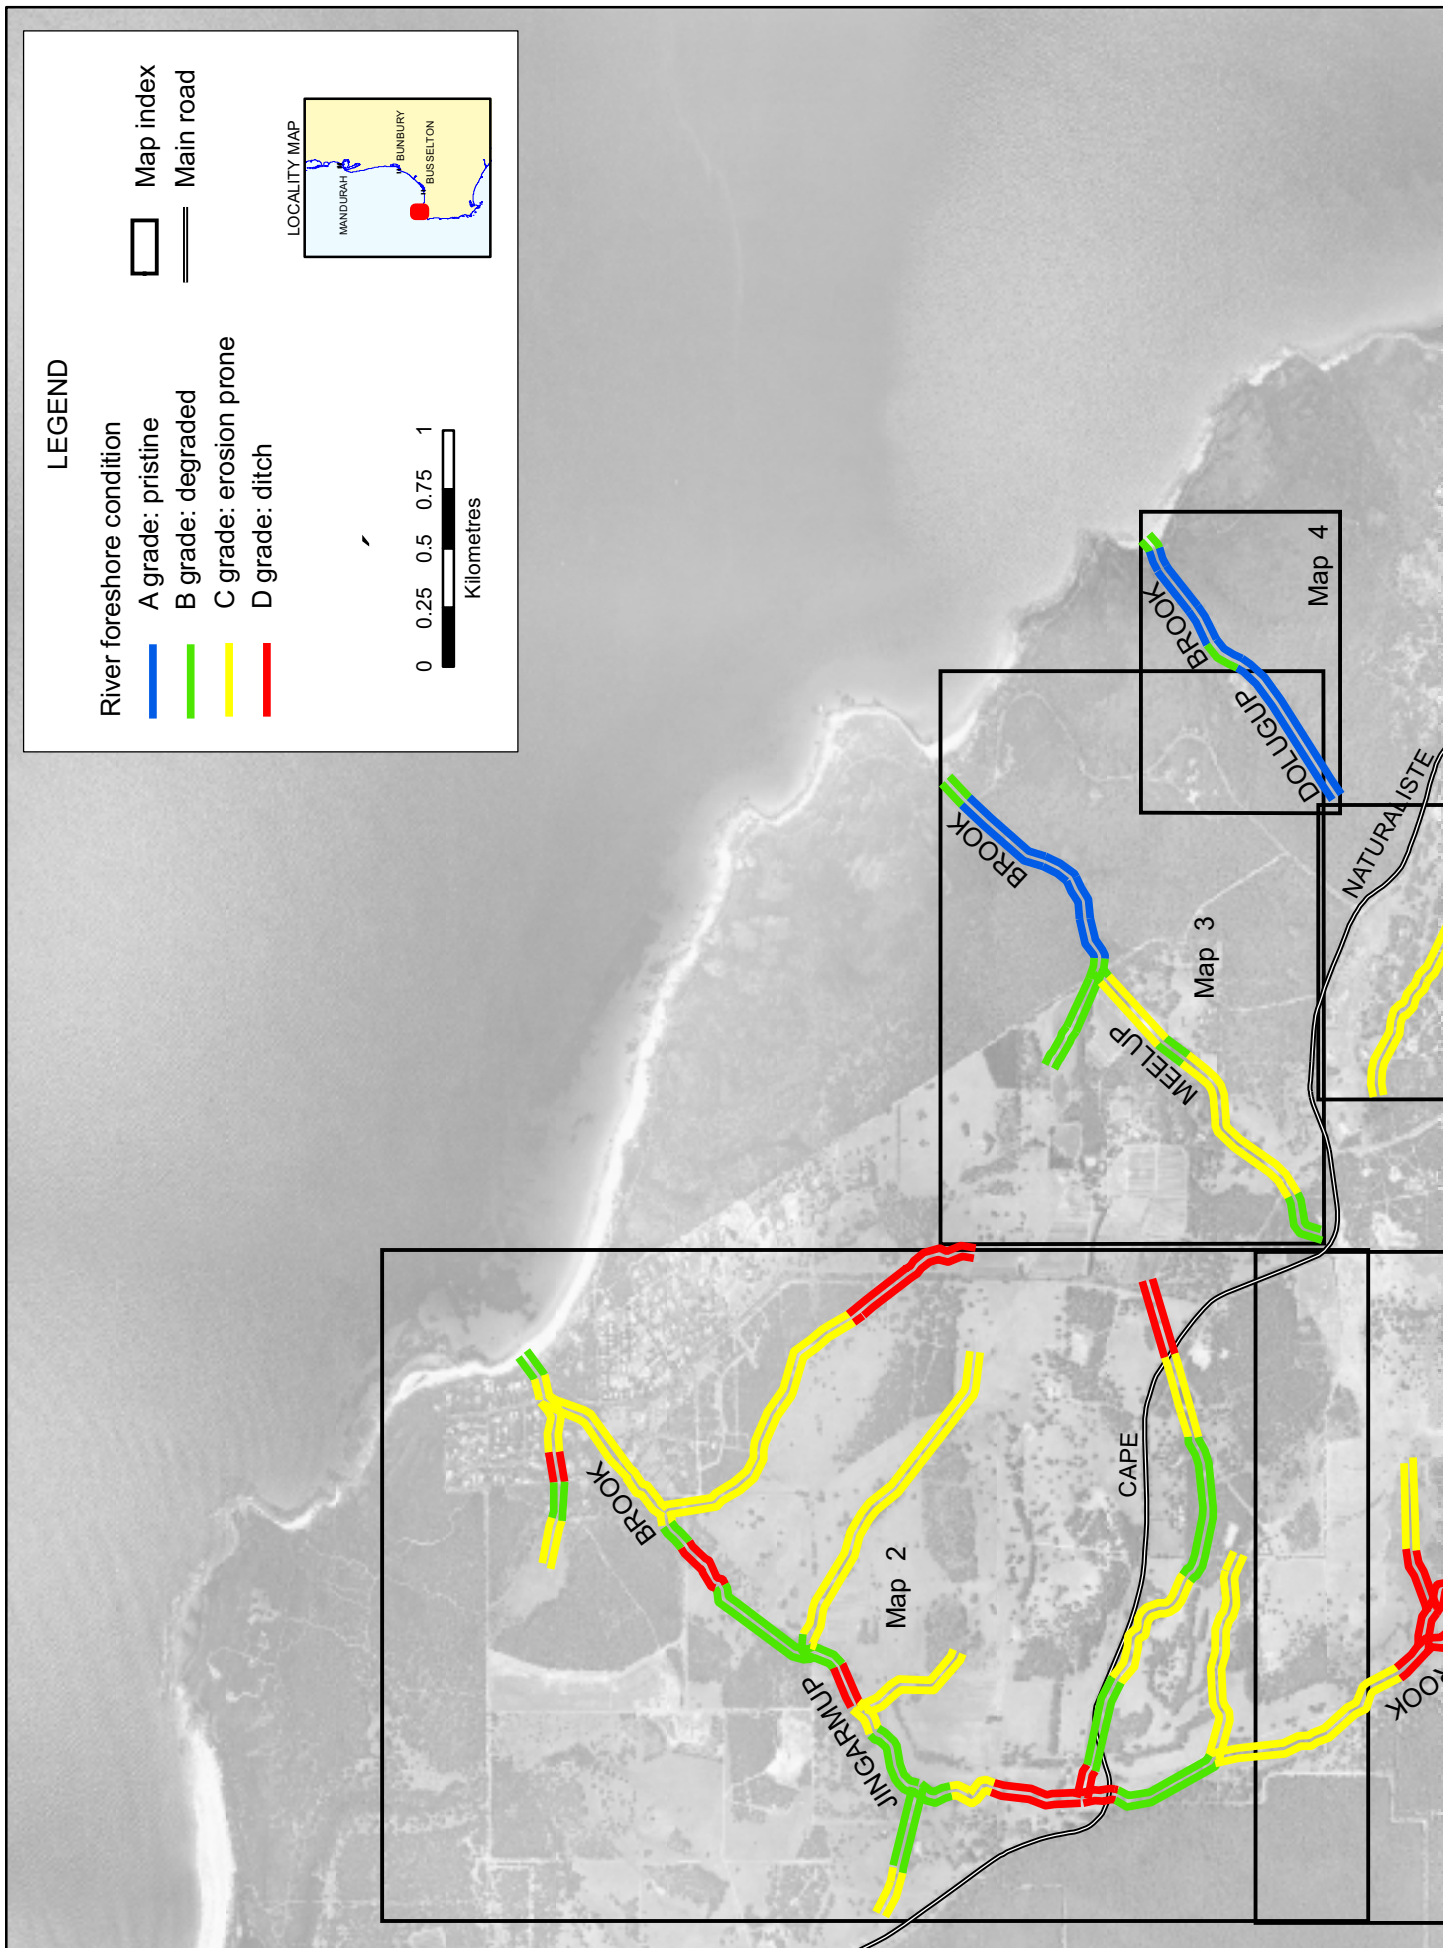 LEGEND
River foreshore condition
A grade: pristine
B grade: degraded
C grade: erosion prone
D grade: ditch
Map index
Main road
0 0.25 0.5 0.75 1
Kilometres
LOCALITY MAP
MANDURAH
BUNBURY
BUSSELTON
BROOK
DOLUGUP
Map 4
BROOK
MEELUP
Map 3
NATURALISTE
CAPE
BROOK
JINGARMUP
Map 2
OOK